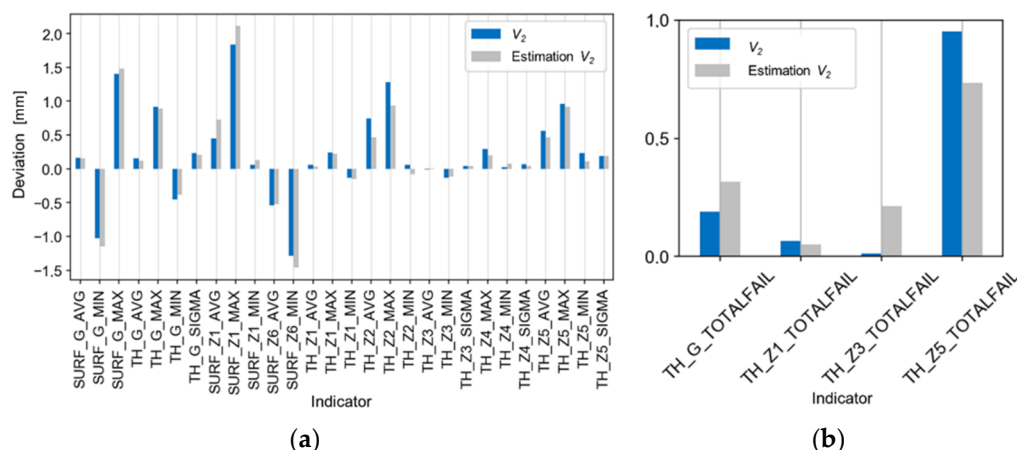 V2
Estimation V2
Deviation [mm]
2.0
1.5
1.0
0.5
0.0
−0.5
−1.0
−1.5
SURF_G_AVG
SURF_G_MIN
SURF_G_MAX
TH_G_AVG
TH_G_MAX
TH_G_MIN
TH_G_SIGMA
SURF_Z1_AVG
SURF_Z1_MAX
SURF_Z1_MIN
SURF_Z6_AVG
SURF_Z6_MIN
TH_Z1_AVG
TH_Z1_MAX
TH_Z1_MIN
TH_Z2_AVG
TH_Z2_MAX
TH_Z2_MIN
TH_Z3_AVG
TH_Z3_MIN
TH_Z3_SIGMA
TH_Z4_MAX
TH_Z4_MIN
TH_Z4_SIGMA
TH_Z5_AVG
TH_Z5_MAX
TH_Z5_MIN
TH_Z5_SIGMA
Indicator
(a)
V2
Estimation V2
1.0
0.5
0.0
TH_G_TOTALFAIL
TH_Z1_TOTALFAIL
TH_Z3_TOTALFAIL
TH_Z5_TOTALFAIL
Indicator
(b)